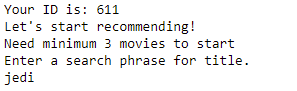 Your ID is: 611
Let's start recommending!
Need minimum 3 movies to start
Enter a search phrase for title.
jedi